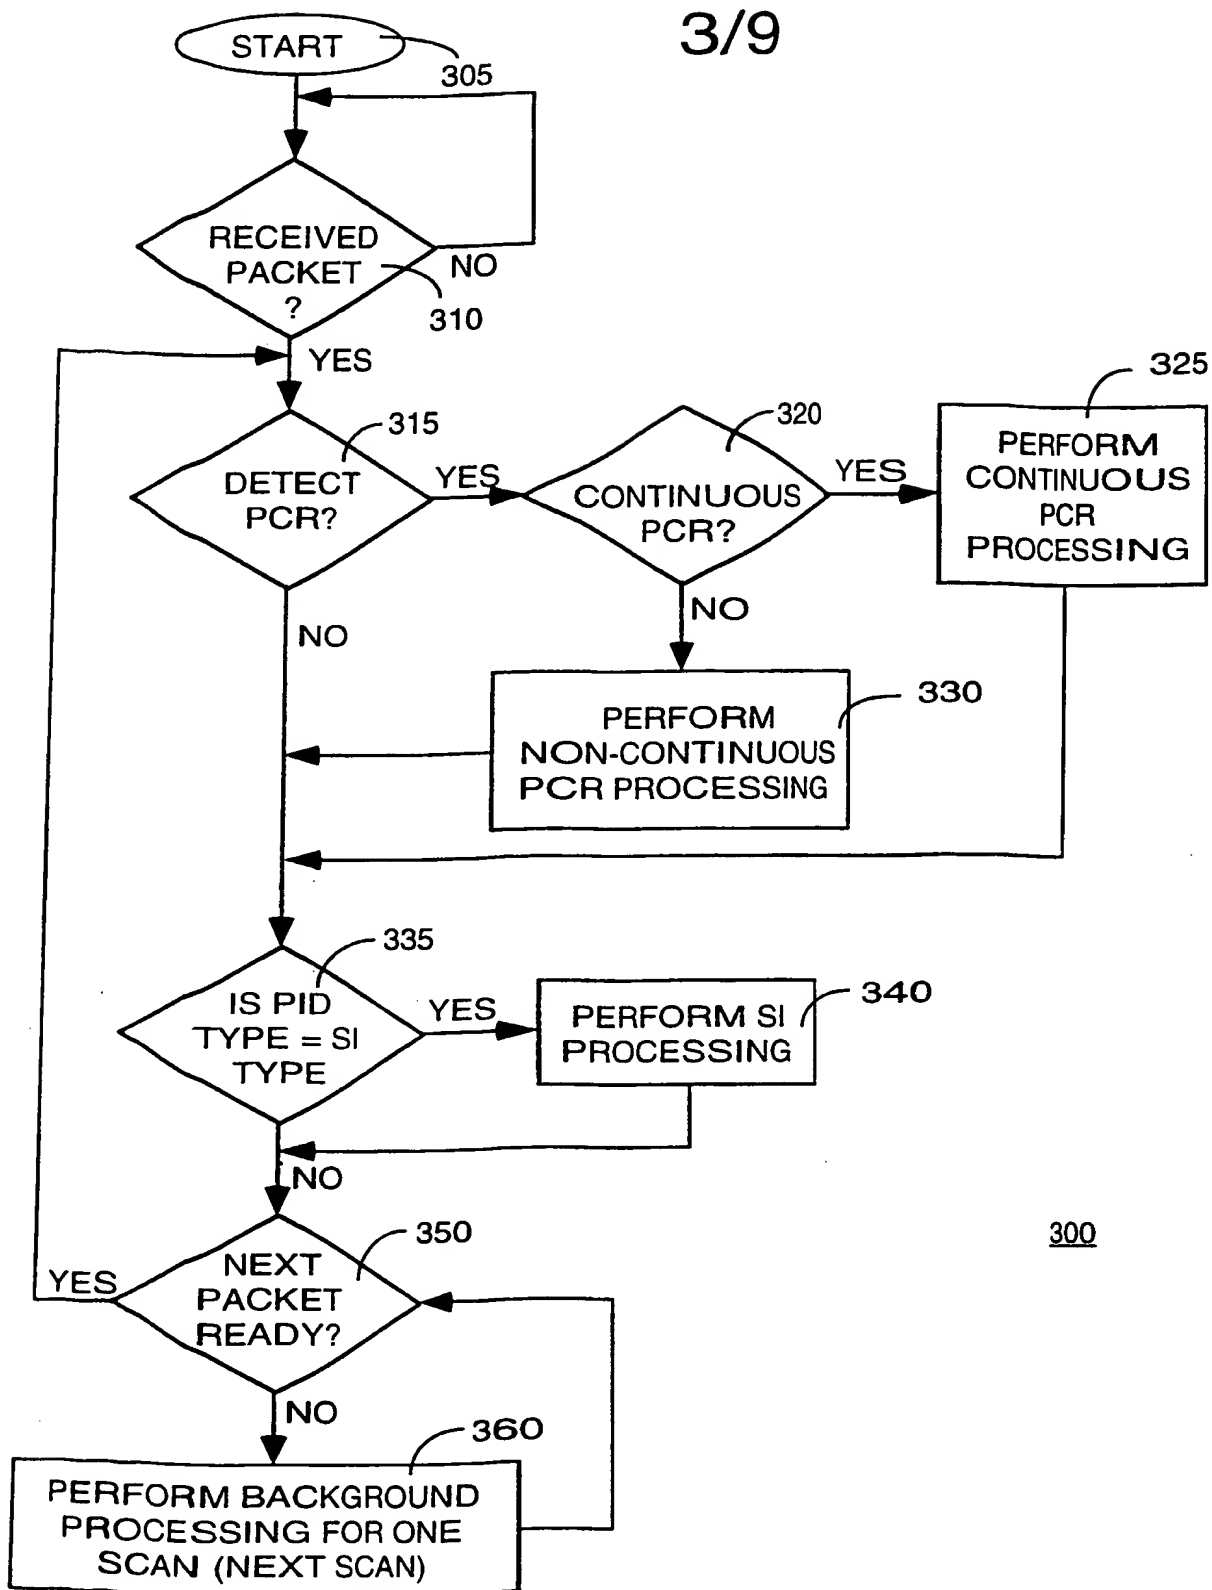 3/9
START
305
RECEIVED
PACKET
?
NO
310
YES
315
DETECT
PCR?
YES
320
CONTINUOUS
PCR?
YES
325
PERFORM
CONTINUOUS
PCR
PROCESSING
NO
NO
330
PERFORM
NON-CONTINUOUS
PCR PROCESSING
335
IS PID
TYPE = SI
TYPE
YES
340
PERFORM SI
PROCESSING
NO
350
NEXT
PACKET
READY?
YES
300
NO
360
PERFORM BACKGROUND
PROCESSING FOR ONE
SCAN (NEXT SCAN)